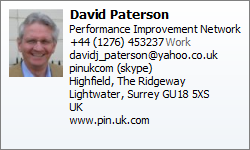 David Paterson
Performance Improvement Network
+44 (1276) 453237 Work
davidj_paterson@yahoo.co.uk
pinukcom (skype)
Highfield, The Ridgeway
Lightwater, Surrey GU18 5XS
UK
www.pin.uk.com